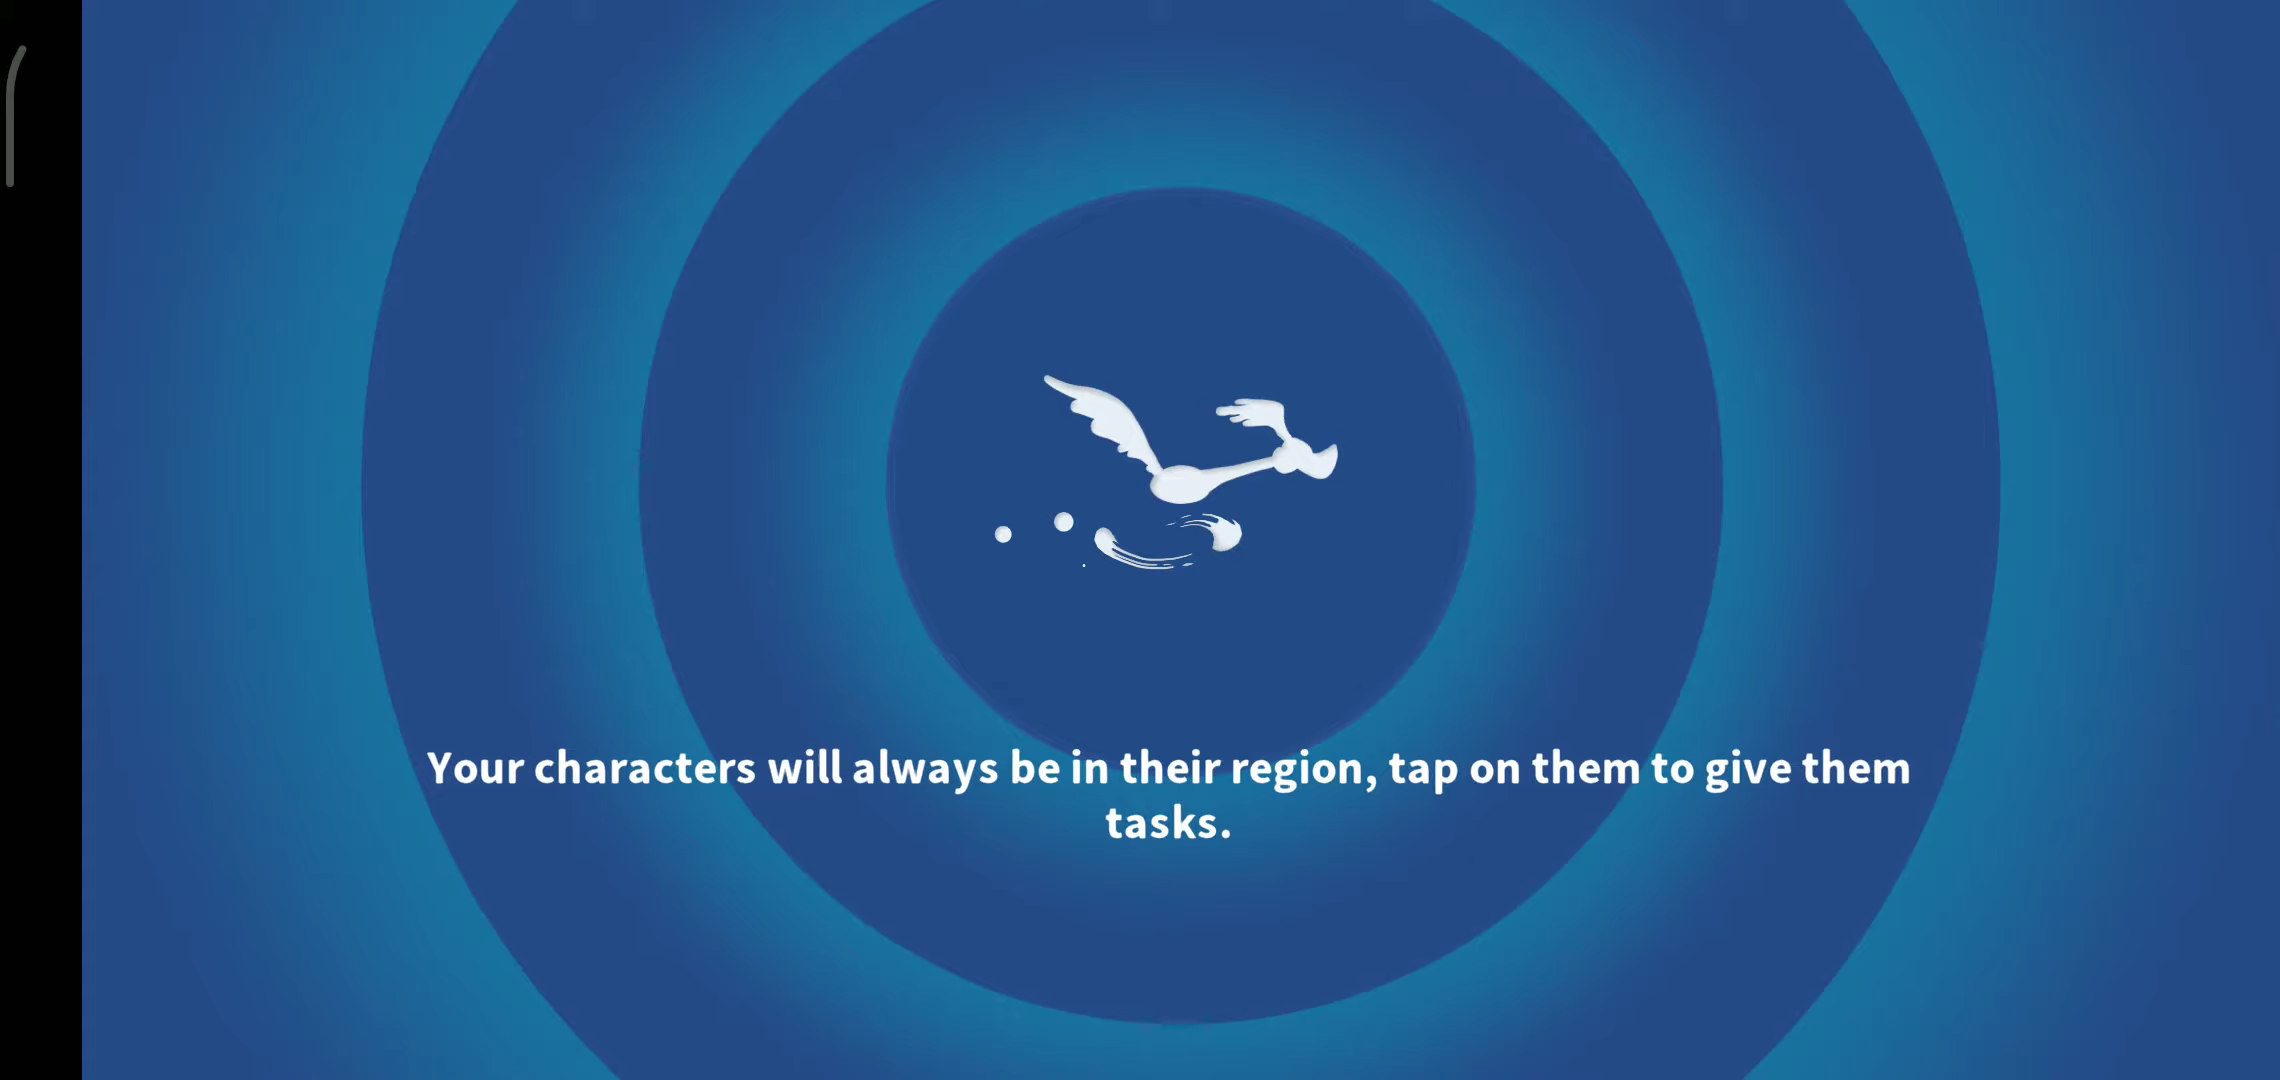 Your characters will always be in their region, tap on them to give them
tasks.